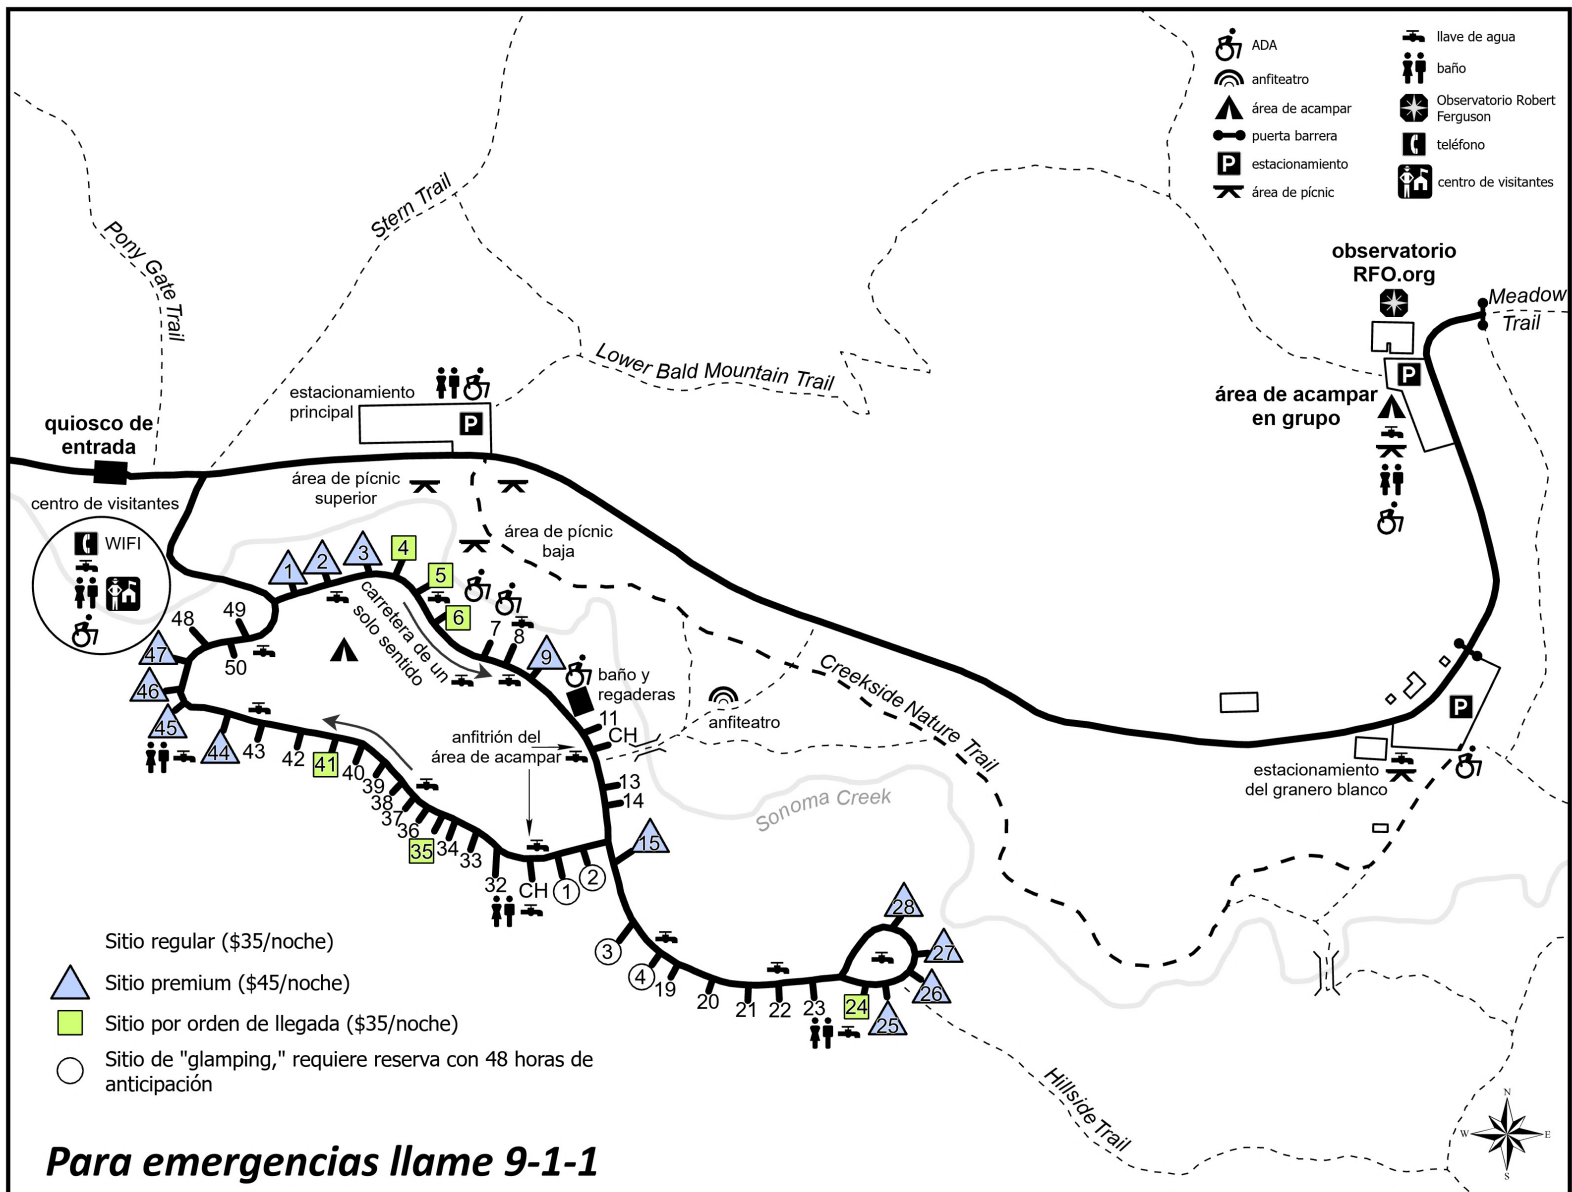 ADA
anfiteatro
área de acampar
puerta barrera
P
estacionamiento
área de pícnic
llave de agua
baño
Observatorio Robert
Ferguson
teléfono
centro de visitantes
Pony Gate Trail
Stern Trail
Lower Bald Mountain Trail
observatorio
RFO.org
Meadow
Trail
P
área de acampar
en grupo
estacionamiento
principal
P
quiosco de
entrada
centro de visitantes
WIFI
área de pícnic
superior
área de pícnic
baja
1
2
3
4
5
6
7
8
9
carretera de un
solo sentido
48
49
50
47
46
45
44
43
42
41
40
39
38
37
36
35
34
33
32
CH
1
2
baño y
regaderas
11
CH
anfitrión del
área de acampar
13
14
15
anfiteatro
Creekside Nature Trail
Sonoma Creek
P
estacionamiento
del granero blanco
3
4
19
20
21
22
23
24
25
26
27
28
Hillside Trail
Sitio regular ($35/noche)
Sitio premium ($45/noche)
Sitio por orden de llegada ($35/noche)
Sitio de "glamping," requiere reserva con 48 horas de
anticipación
Para emergencias llame 9-1-1
N
W
E
S